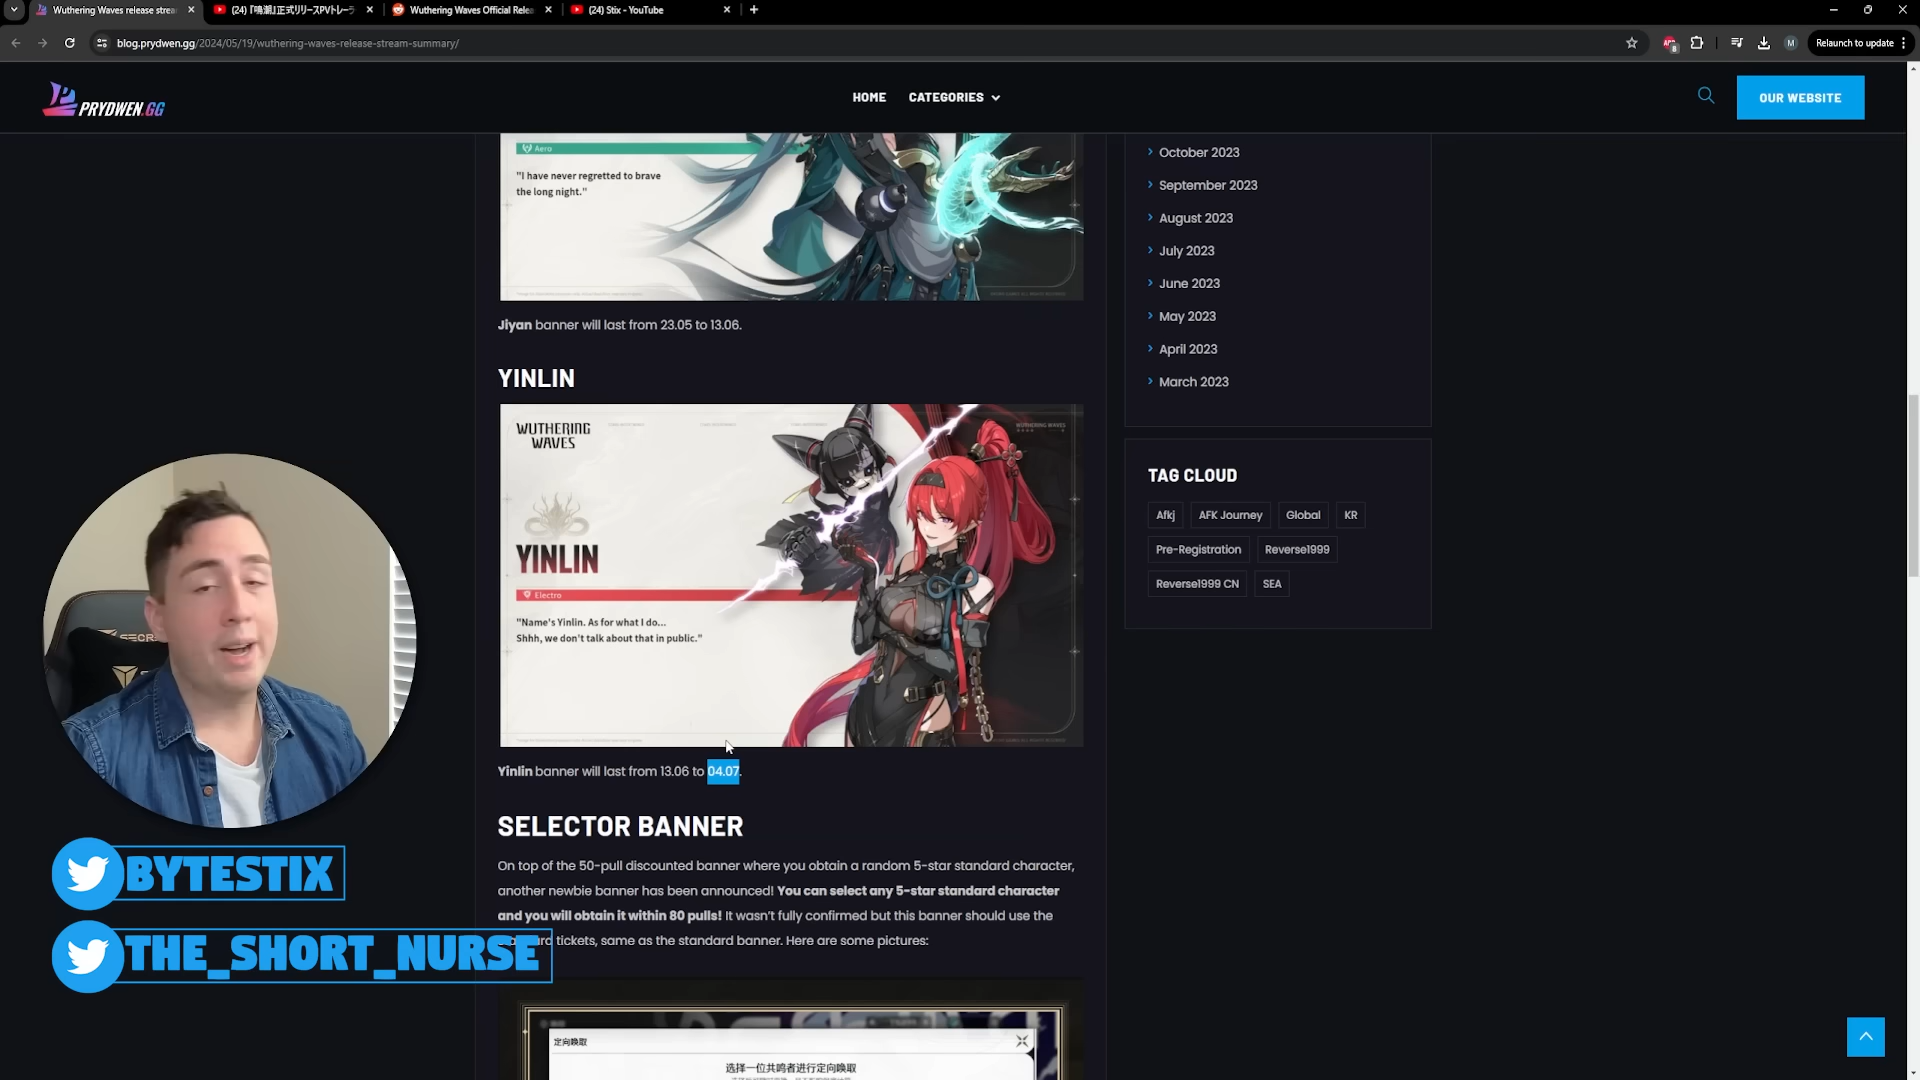 Wuthering Waves release strea
(24) 『鳴潮』正式リリースPVトレーラ
Wuthering Waves Official Relea
(24) Stix - YouTube
blog.prydwen.gg/2024/05/19/wuthering-waves-release-stream-summary/
8
M
Relaunch to update
PRYDWEN.GG
HOME
CATEGORIES
OUR WEBSITE
Aero
"I have never regretted to brave
the long night."
Jiyan banner will last from 23.05 to 13.06.
YINLIN
WUTHERING
WAVES
WUTHERING WAVES
YINLIN
Electro
"Name's Yinlin. As for what I do...
Shhh, we don't talk about that in public."
Yinlin banner will last from 13.06 to 04.07.
SELECTOR BANNER
On top of the 50-pull discounted banner where you obtain a random 5-star standard character,
another newbie banner has been announced! You can select any 5-star standard character
and you will obtain it within 80 pulls! It wasn't fully confirmed but this banner should use the
tickets, same as the standard banner. Here are some pictures:
定向唤取
选择一位共鸣者进行定向唤取
October 2023
September 2023
August 2023
July 2023
June 2023
May 2023
April 2023
March 2023
TAG CLOUD
Afkj
AFK Journey
Global
KR
Pre-Registration
Reverse1999
Reverse1999 CN
SEA
BYTESTIX
THE_SHORT_NURSE